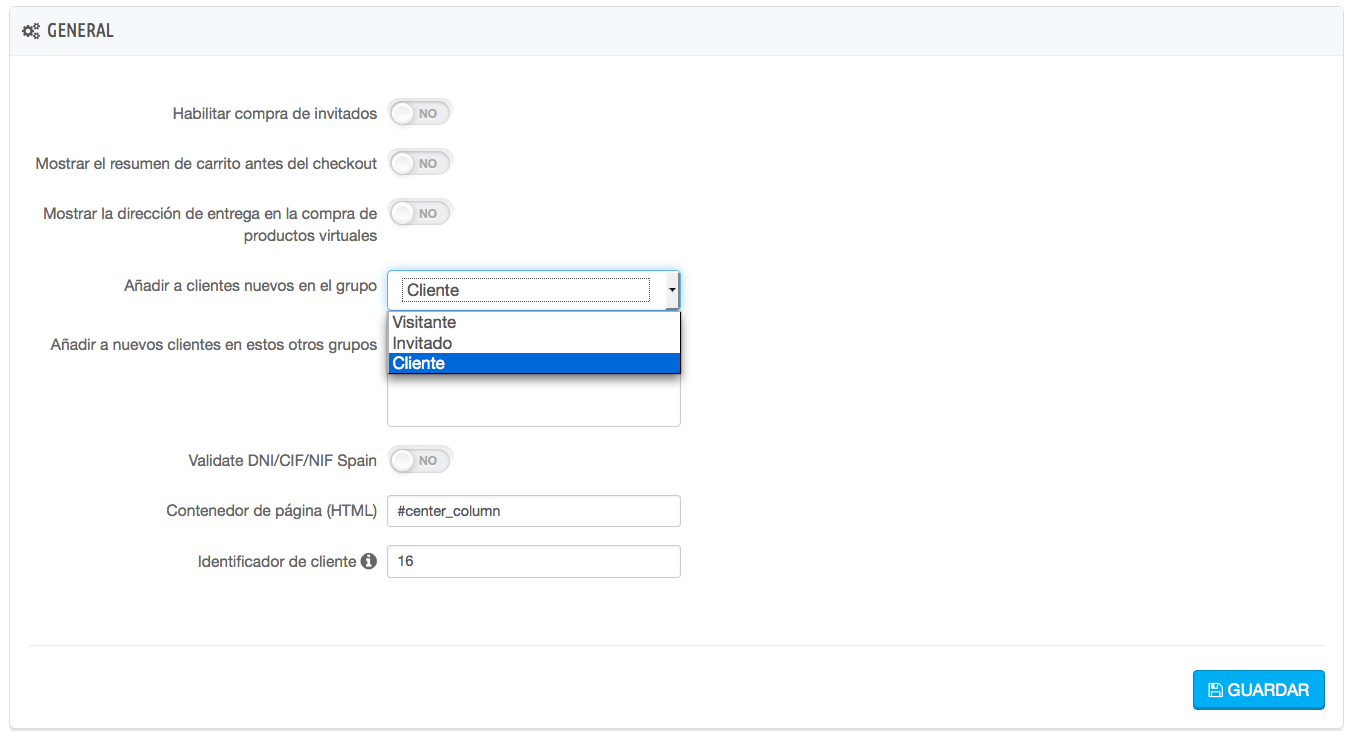 GENERAL
Habilitar compra de invitados NO
Mostrar el resumen de carrito antes del checkout NO
Mostrar la dirección de entrega en la compra de NO
productos virtuales
Añadir a clientes nuevos en el grupo Cliente
Visitante
Añadir a nuevos clientes en estos otros grupos Invitado
Cliente
Validate DNI/CIF/NIF Spain NO
Contenedor de página (HTML) #center_column
Identificador de cliente 16
GUARDAR